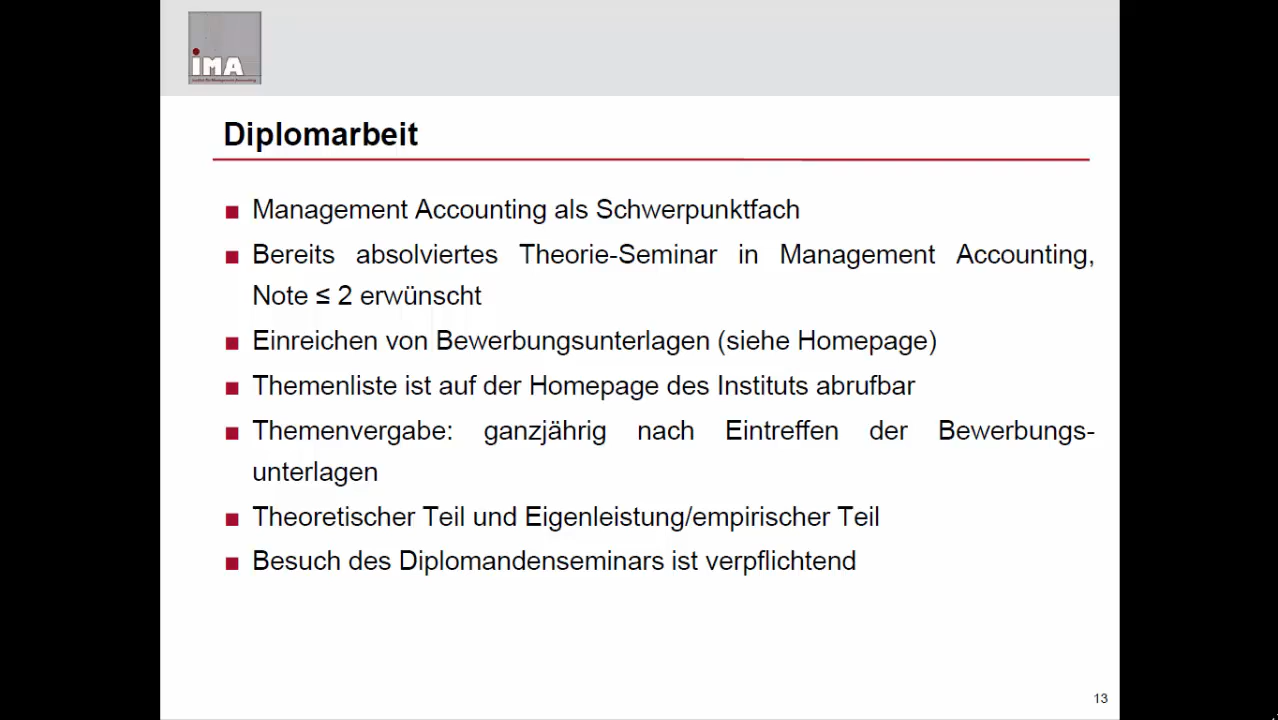 iMA
Diplomarbeit
Management Accounting als Schwerpunktfach
Bereits absolviertes Theorie-Seminar in Management Accounting,
Note ≤ 2 erwünscht
Einreichen von Bewerbungsunterlagen (siehe Homepage)
Themenliste ist auf der Homepage des Instituts abrufbar
Themenvergabe: ganzjährig nach Eintreffen der Bewerbungs-
unterlagen
Theoretischer Teil und Eigenleistung/empirischer Teil
Besuch des Diplomandenseminars ist verpflichtend
13